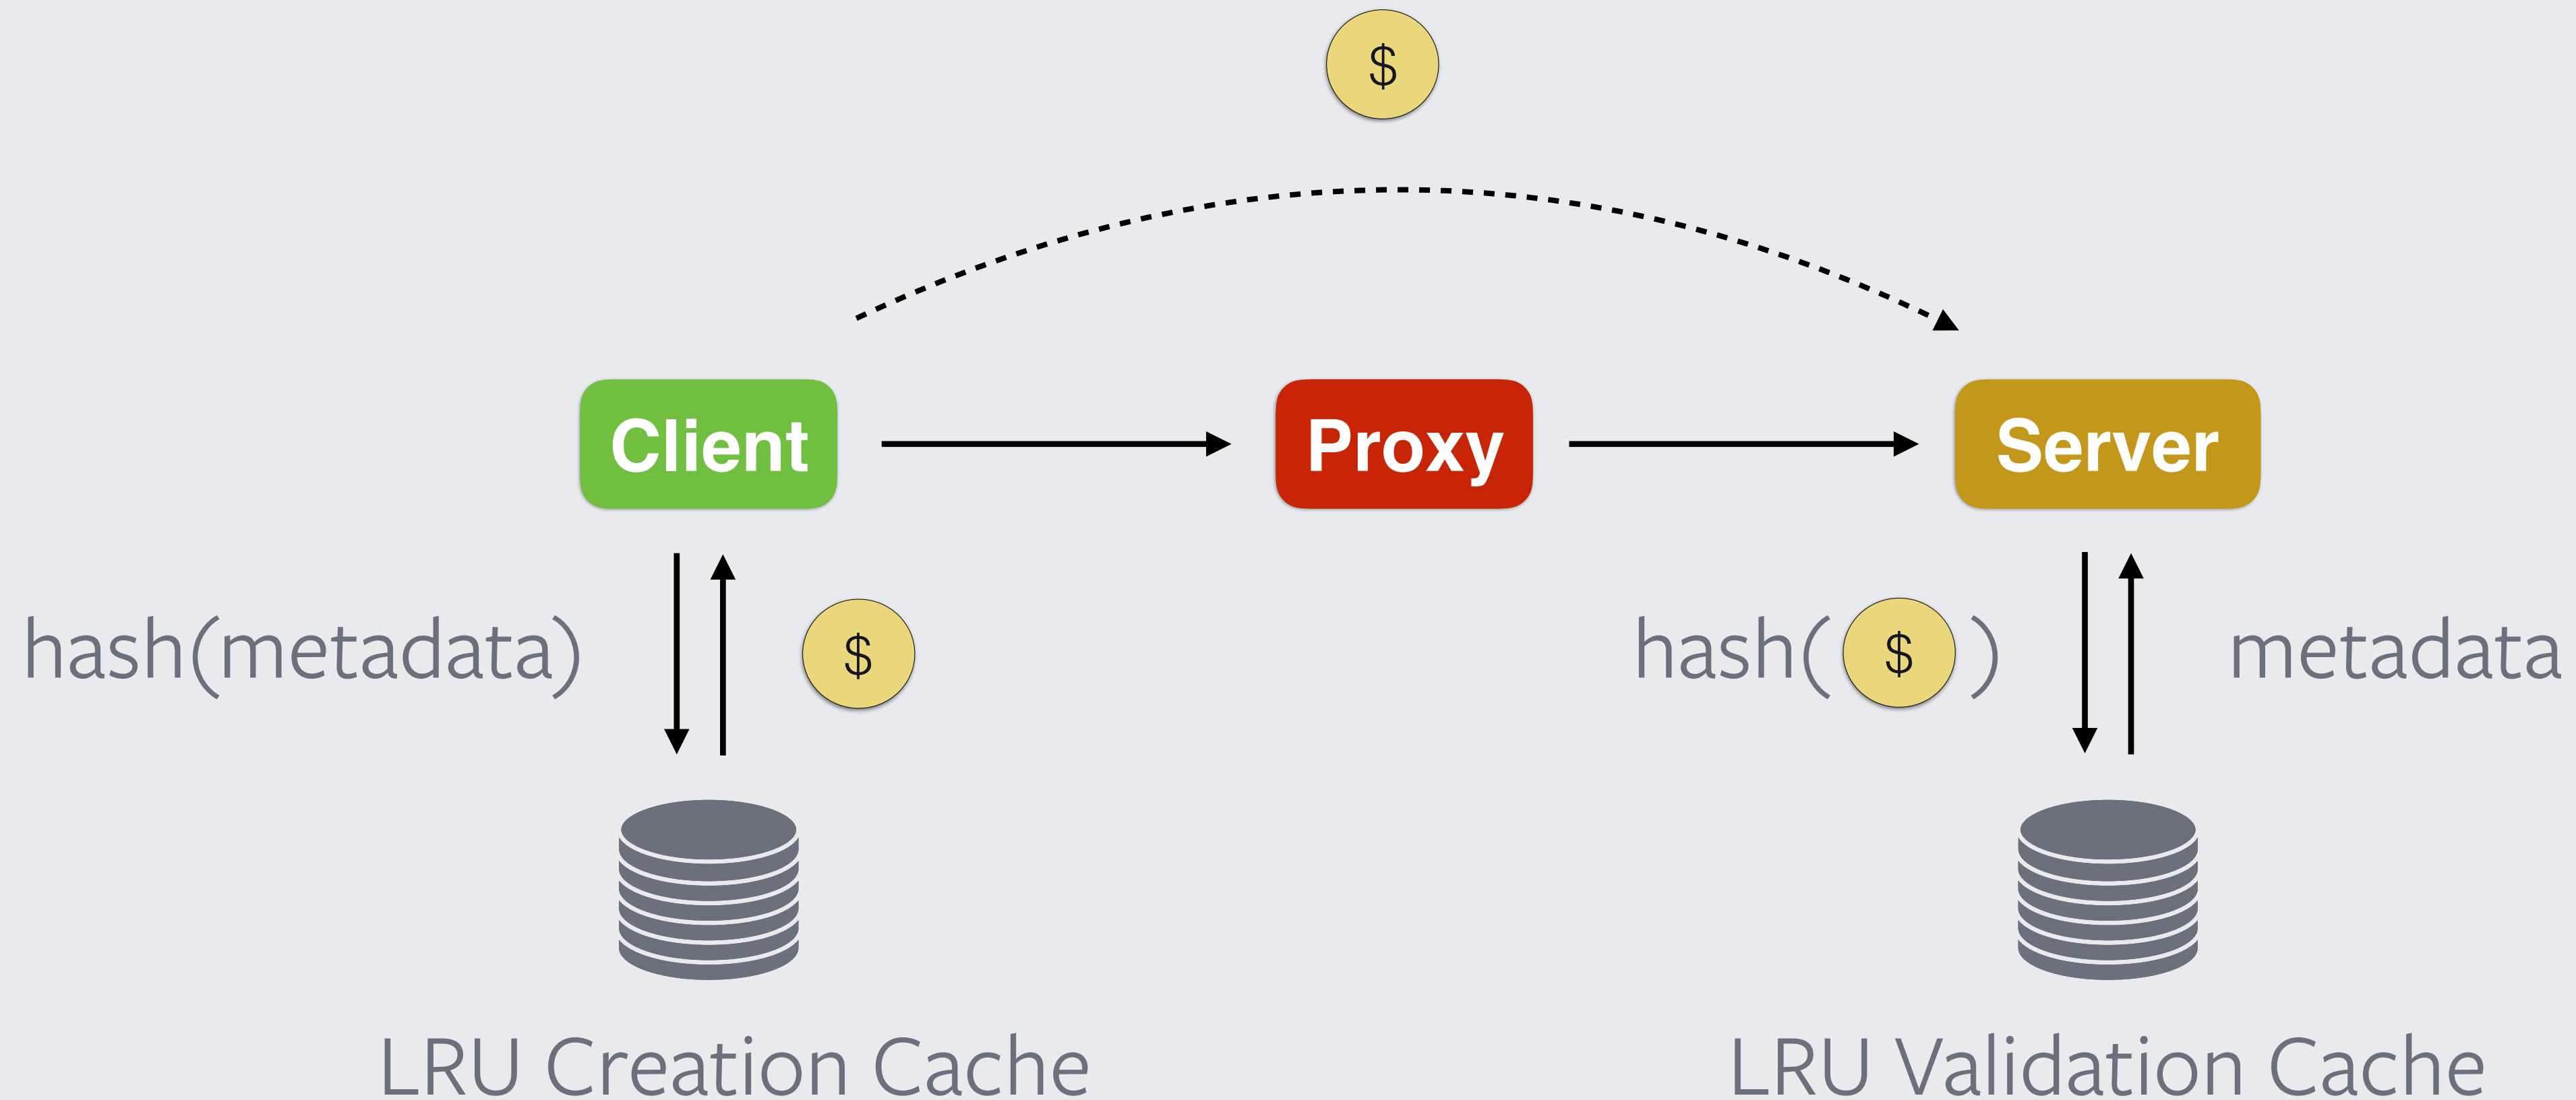 $
Client
Proxy
Server
hash(metadata)
$
hash($)
metadata
LRU Creation Cache
LRU Validation Cache